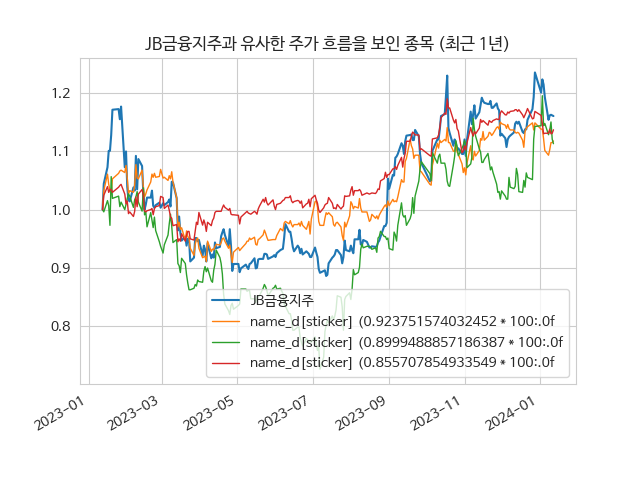 JB금융지주과 유사한 주가 흐름을 보인 종목 (최근 1년)
1.2
1.1
1.0
0.9
0.8
JB금융지주
name_d[sticker] (0.923751574032452 * 100:.0f
name_d[sticker] (0.8999488857186387 * 100:.0f
name_d[sticker] (0.855707854933549 * 100:.0f
2023-01
2023-03
2023-05
2023-07
2023-09
2023-11
2024-01